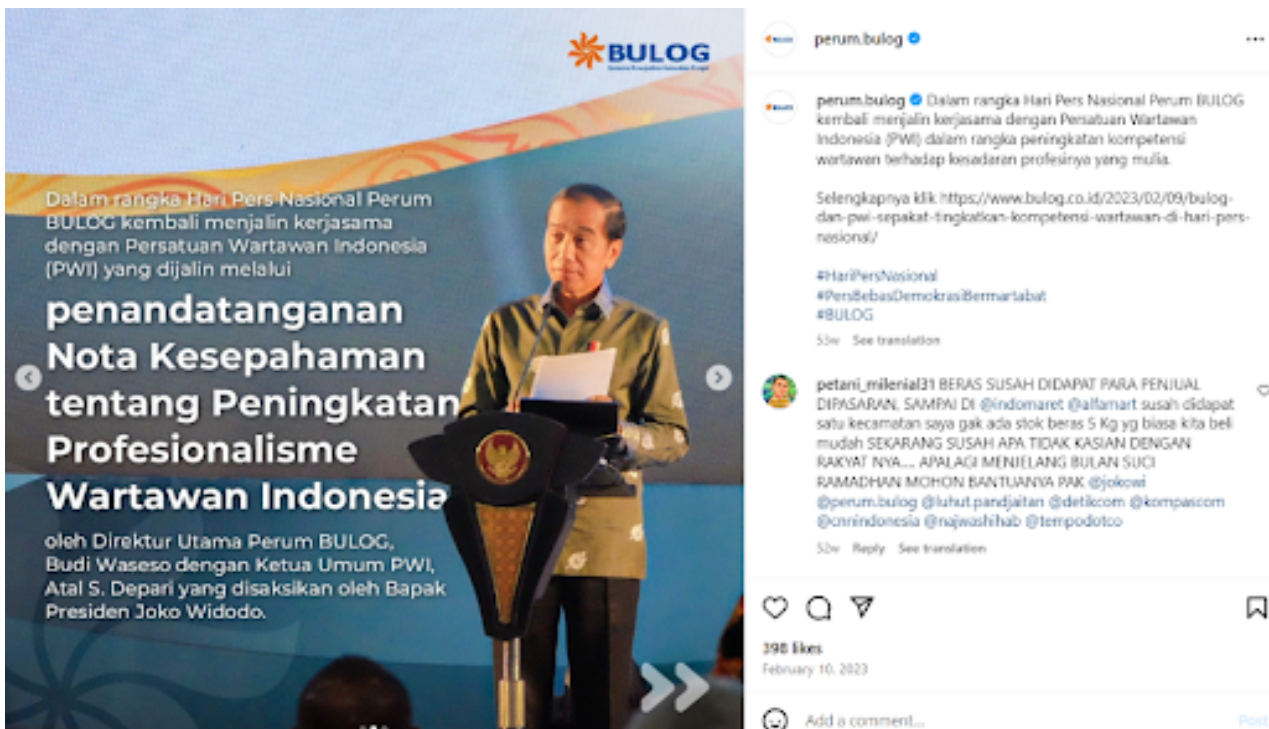 BULOG
Dalam rangka Hari Pers Nasional Perum
BULOG kembali menjalin kerjasama
dengan Persatuan Wartawan Indonesia
(PWI) yang dijalin melalui
penandatanganan
Nota Kesepahaman
tentang Peningkatan
Profesionalisme
Wartawan Indonesia
oleh Direktur Utama Perum BULOG,
Budi Waseso dengan Ketua Umum PWI,
Atal S. Depari yang disaksikan oleh Bapak
Presiden Joko Widodo.
perum.bulog
perum.bulog Dalam rangka Hari Pers Nasional Perum BULOG
kembali menjalin kerjasama dengan Persatuan Wartawan
Indonesia (PWI) dalam rangka peningkatan kompetensi
wartawan terhadap kesadaran profesinya yang mulia.
Selengkapnya klik https://www.bulog.co.id/2023/02/09/bulog-
dan-pwi-sepakat-tingkatkan-kompetensi-wartawan-di-hari-pers-
nasional/
#HariPersNasional
#PersBebasDemokrasiBermartabat
#BULOG
53w See translation
petani_milenial31 BERAS SUSAH DIDAPAT PARA PENJUAL
DIPASARAN, SAMPAI DI @indomaret @alfamart susah didapat
satu kecamatan saya gak ada stok beras 5 Kg yg biasa kita beli
mudah SEKARANG SUSAH APA TIDAK KASIAN DENGAN
RAKYAT NYA.... APALAGI MENJELANG BULAN SUCI
RAMADHAN MOHON BANTUANYA PAK @jokowi
@perum.bulog @luhut.pandjaitan @detikcom @kompascom
@cnnindonesia @najwashihab @tempodotco
52w Reply See translation
398 likes
February 10, 2023
Add a comment...
Post